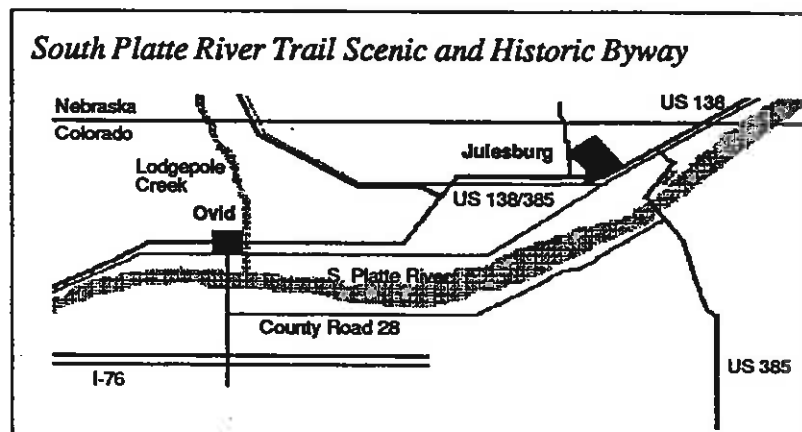 South Platte River Trail Scenic and Historic Byway
Nebraska
US 138
Colorado
Julesburg
Lodgepole
Creek
US 138/385
Ovid
S. Platte River
County Road 28
I-76
US 385